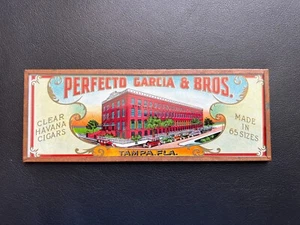 PERFECTO GARCIA & BROS.
CLEAR
HAVANA
CIGARS
MADE
IN
65 SIZES
TAMPA, FLA.